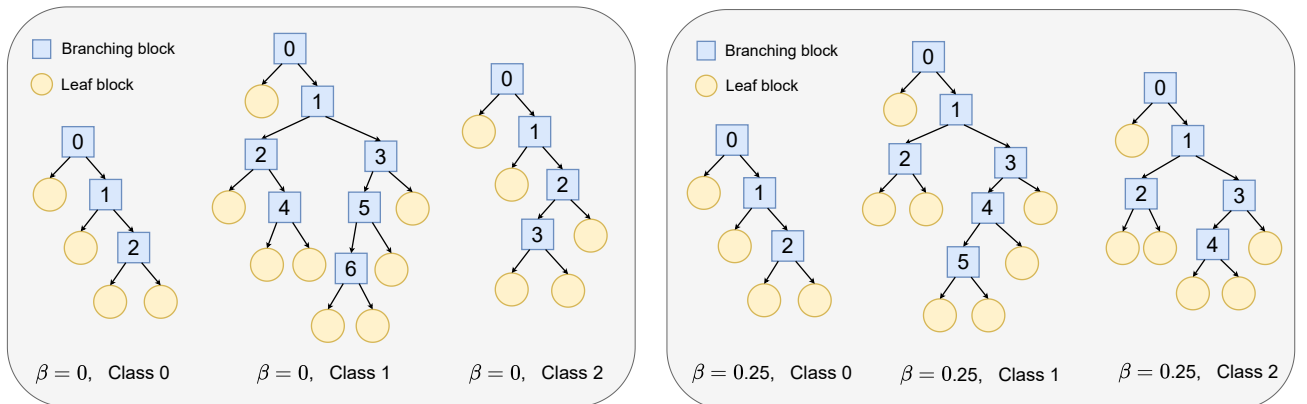 Branching block
Leaf block
0
1
2
0
1
2
3
4
5
6
0
1
2
3
β = 0, Class 0
β = 0, Class 1
β = 0, Class 2
Branching block
Leaf block
0
1
2
0
1
2
3
4
5
0
1
2
3
4
β = 0.25, Class 0
β = 0.25, Class 1
β = 0.25, Class 2